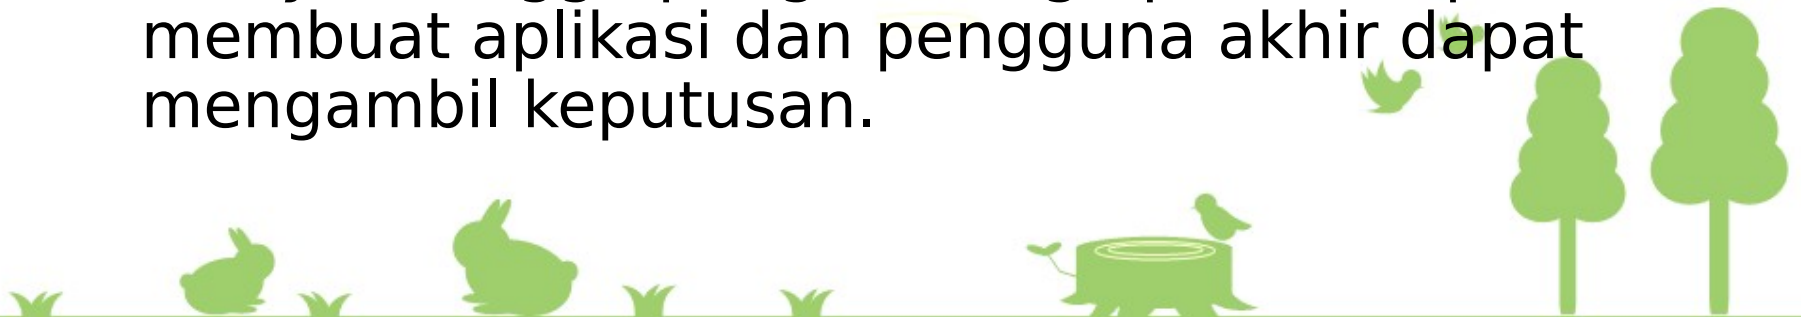 membuat aplikasi dan pengguna akhir dapat
mengambil keputusan.